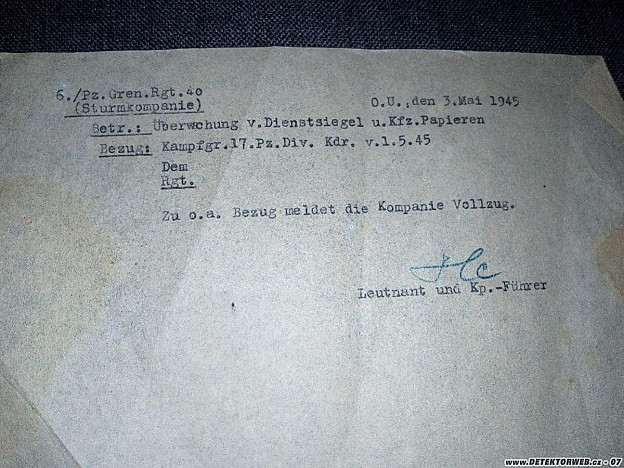 6./Pz.Gren.Rgt.40
(Sturmkompanie)
O.U.,den 3.Mai 1945
Betr.: Überwchung v.Dienstsiegel u.Kfz.Papieren
Bezug: Kampfgr.17.Pz.Div. Kdr. v.1.5.45
Dem
Rgt.
Zu o.a. Bezug meldet die Kompanie Vollzug.
Leutnant und Kp.-Führer
www.DETEKTORWEB.cz - 07